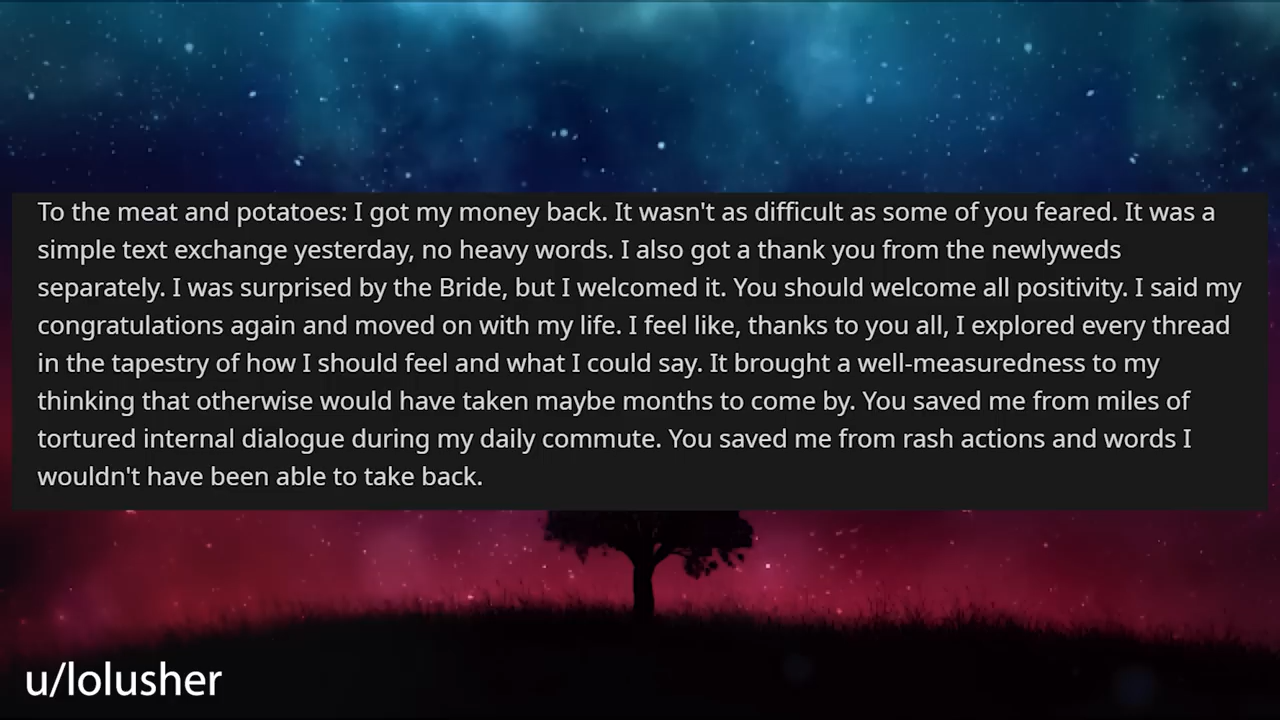 To the meat and potatoes: I got my money back. It wasn't as difficult as some of you feared. It was a
simple text exchange yesterday, no heavy words. I also got a thank you from the newlyweds
separately. I was surprised by the Bride, but I welcomed it. You should welcome all positivity. I said my
congratulations again and moved on with my life. I feel like, thanks to you all, I explored every thread
in the tapestry of how I should feel and what I could say. It brought a well-measuredness to my
thinking that otherwise would have taken maybe months to come by. You saved me from miles of
tortured internal dialogue during my daily commute. You saved me from rash actions and words I
wouldn't have been able to take back.
u/lolusher